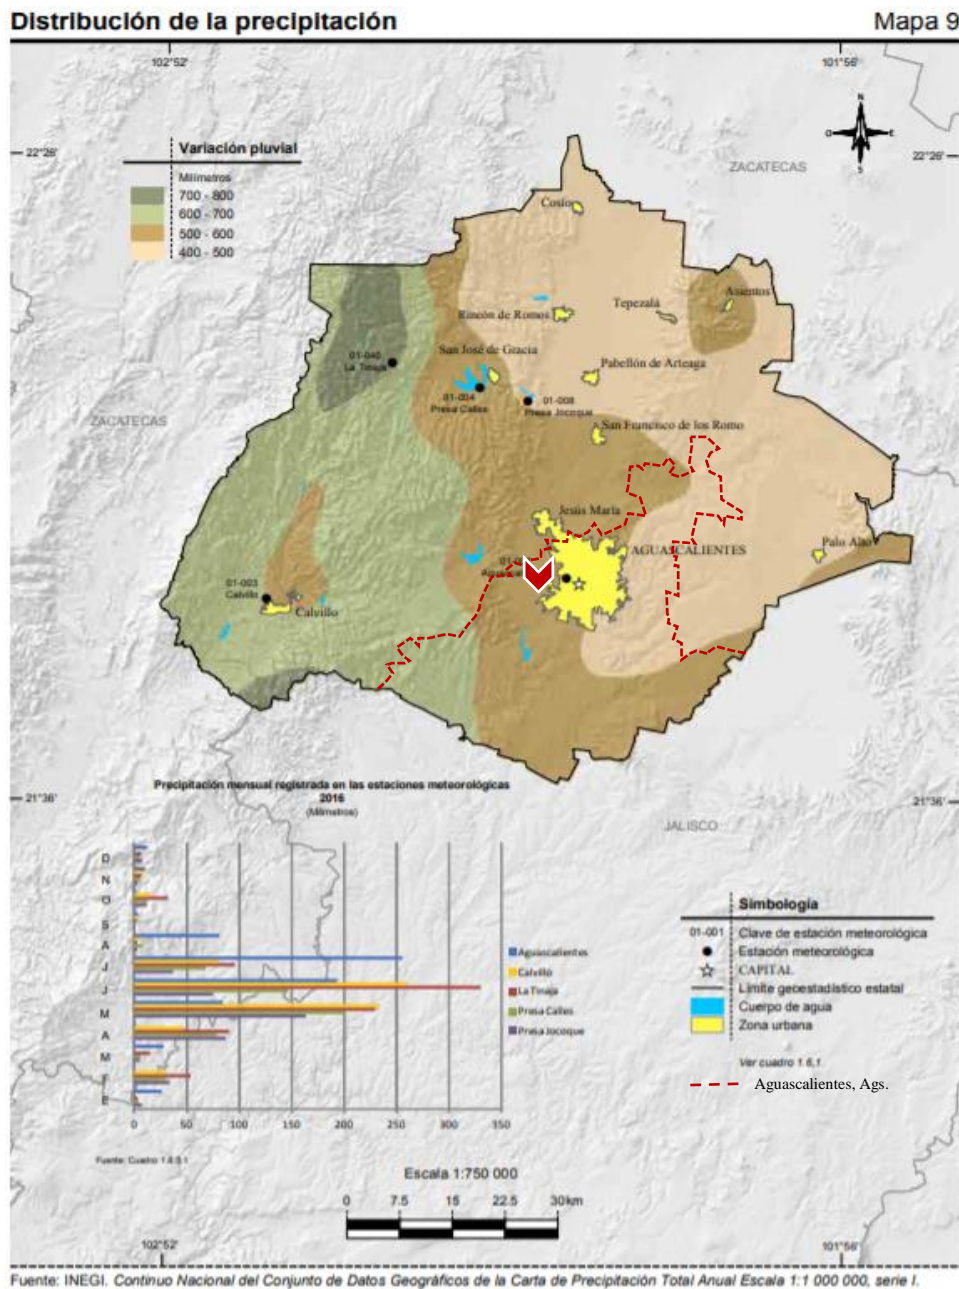 Distribución de la precipitación
Mapa 9
102°52'
101°56'
22°26'
22°26'
ZACATECAS
N
O
E
S
Variación pluvial
Milímetros
700 - 800
600 - 700
500 - 600
400 - 500
Cosío
Asientos
Tepezalá
Rincón de Romos
San José de Gracia
01-040
La Tinaja
Pabellón de Arteaga
01-004
Presa Calles
01-008
Presa Jocoque
ZACATECAS
San Francisco de los Romo
Jesús María
AGUASCALIENTES
Palo Alto
01-003
Calvillo
Calvillo
21°36'
21°36'
JALISCO
Precipitación mensual registrada en las estaciones meteorológicas
2016
(Milímetros)
D
N
O
S
A
J
J
M
A
M
F
E
0 50 100 150 200 250 300 350
Aguascalientes
Calvillo
La Tinaja
Presa Calles
Presa Jocoque
Fuente: Cuadro 1.6.3.1
Simbología
01-001 Clave de estación meteorológica
Estación meteorológica
CAPITAL
Límite geoestadístico estatal
Cuerpo de agua
Zona urbana
Ver cuadro 1.6.1
Aguascalientes, Ags.
Escala 1:750 000
0 7.5 15 22.5 30km
102°52'
101°56'
Fuente: INEGI. Continuo Nacional del Conjunto de Datos Geográficos de la Carta de Precipitación Total Anual Escala 1:1 000 000, serie I.